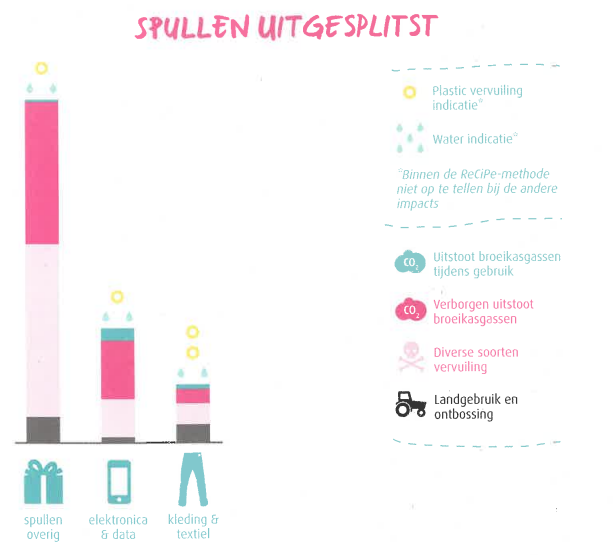 SPULLEN UITGESPLITST
Plastic vervuiling
indicatie*
Water indicatie*
*Binnen de ReCiPe-methode
niet op te tellen bij de andere
impacts
CO₂ Uitstoot broeikasgassen
tijdens gebruik
CO₂ Verborgen uitstoot
broeikasgassen
Diverse soorten
vervuiling
Landgebruik en
ontbossing
spullen
overig
elektronica
& data
kleding &
textiel